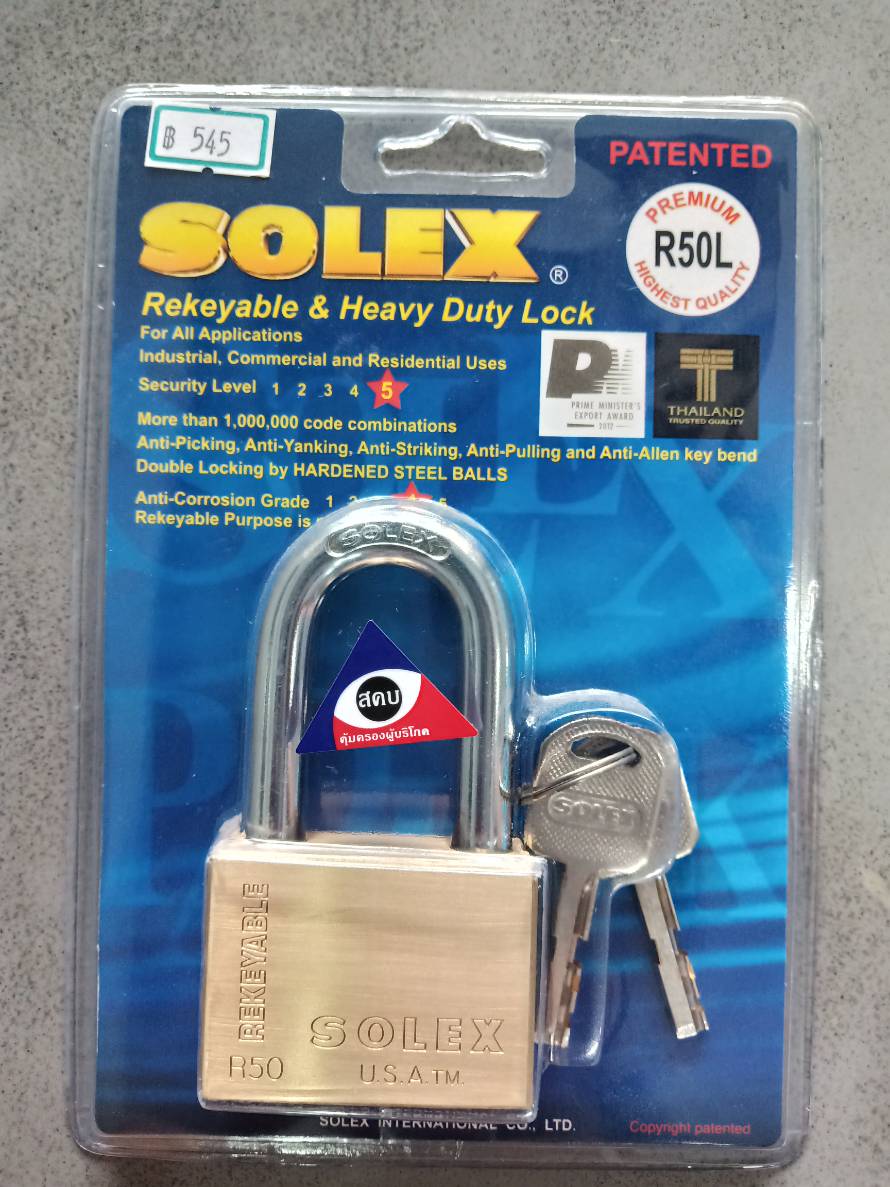 ฿ 545
PATENTED
SOLEX ®
PREMIUM
R50L
HIGHEST QUALITY
Rekeyable & Heavy Duty Lock
For All Applications
Industrial, Commercial and Residential Uses
Security Level 1 2 3 4 5
PRIME MINISTER'S
EXPORT AWARD
2012
THAILAND
TRUSTED QUALITY
More than 1,000,000 code combinations
Anti-Picking, Anti-Yanking, Anti-Striking, Anti-Pulling and Anti-Allen key bend
Double Locking by HARDENED STEEL BALLS
Anti-Corrosion Grade 1
Rekeyable Purpose is
SOLEX
สคบ
คุ้มครองผู้บริโภค
SOLEX
REKEYABLE
SOLEX
R50
U.S.A.TM.
SOLEX INTERNATIONAL CO., LTD.
Copyright patented